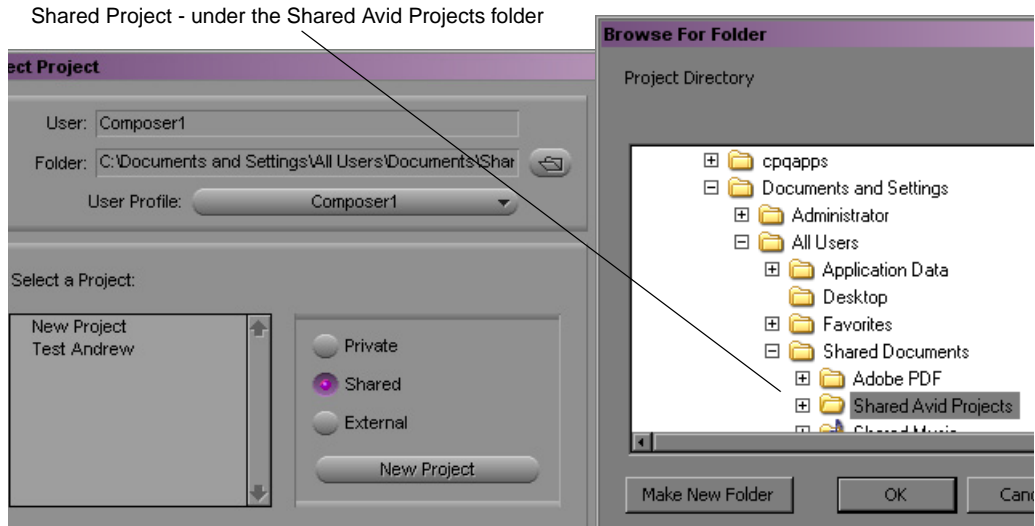 Shared Project - under the Shared Avid Projects folder
ect Project
User: Composer1
Folder: C:\Documents and Settings\All Users\Documents\Shar
User Profile: Composer1
Select a Project:
New Project
Test Andrew
Private
Shared
External
New Project
Browse For Folder
Project Directory
cpqapps
Documents and Settings
Administrator
All Users
Application Data
Desktop
Favorites
Shared Documents
Adobe PDF
Shared Avid Projects
Shared Music
Make New Folder
OK
Canc